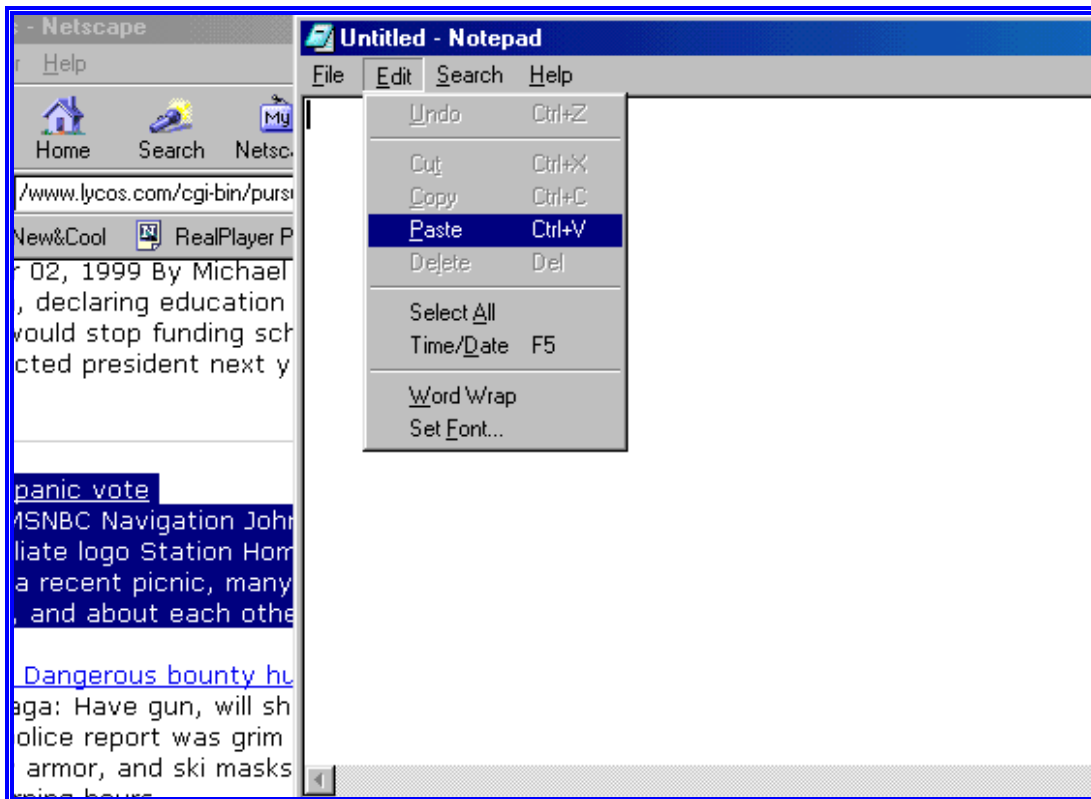 - Netscape
Help
Home Search Netsc
My
/www.lycos.com/cgi-bin/purs
New&Cool RealPlayer P
02, 1999 By Michael
, declaring education
would stop funding sch
cted president next y
panic vote
MSNBC Navigation John
liate logo Station Hom
a recent picnic, many
, and about each othe
Dangerous bounty hu
aga: Have gun, will sh
olice report was grim
armor, and ski masks
Untitled - Notepad
File Edit Search Help
Undo Ctrl+Z
Cut Ctrl+X
Copy Ctrl+C
Paste Ctrl+V
Delete Del
Select All
Time/Date F5
Word Wrap
Set Font...